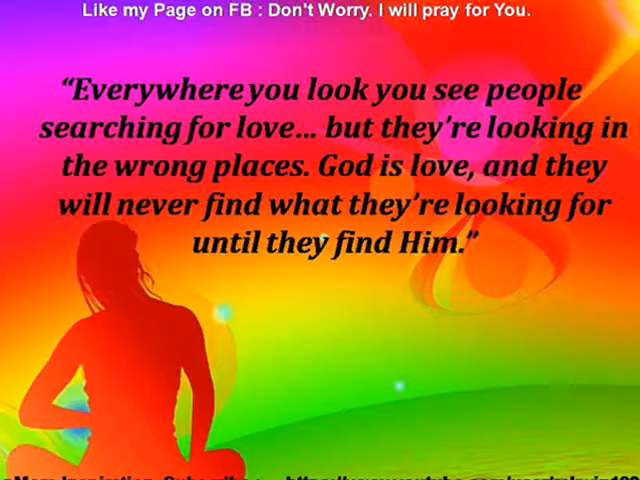 Like my Page on FB : Don't Worry. I will pray for You.
“Everywhere you look you see people
searching for love... but they're looking in
the wrong places. God is love, and they
will never find what they're looking for
until they find Him.”